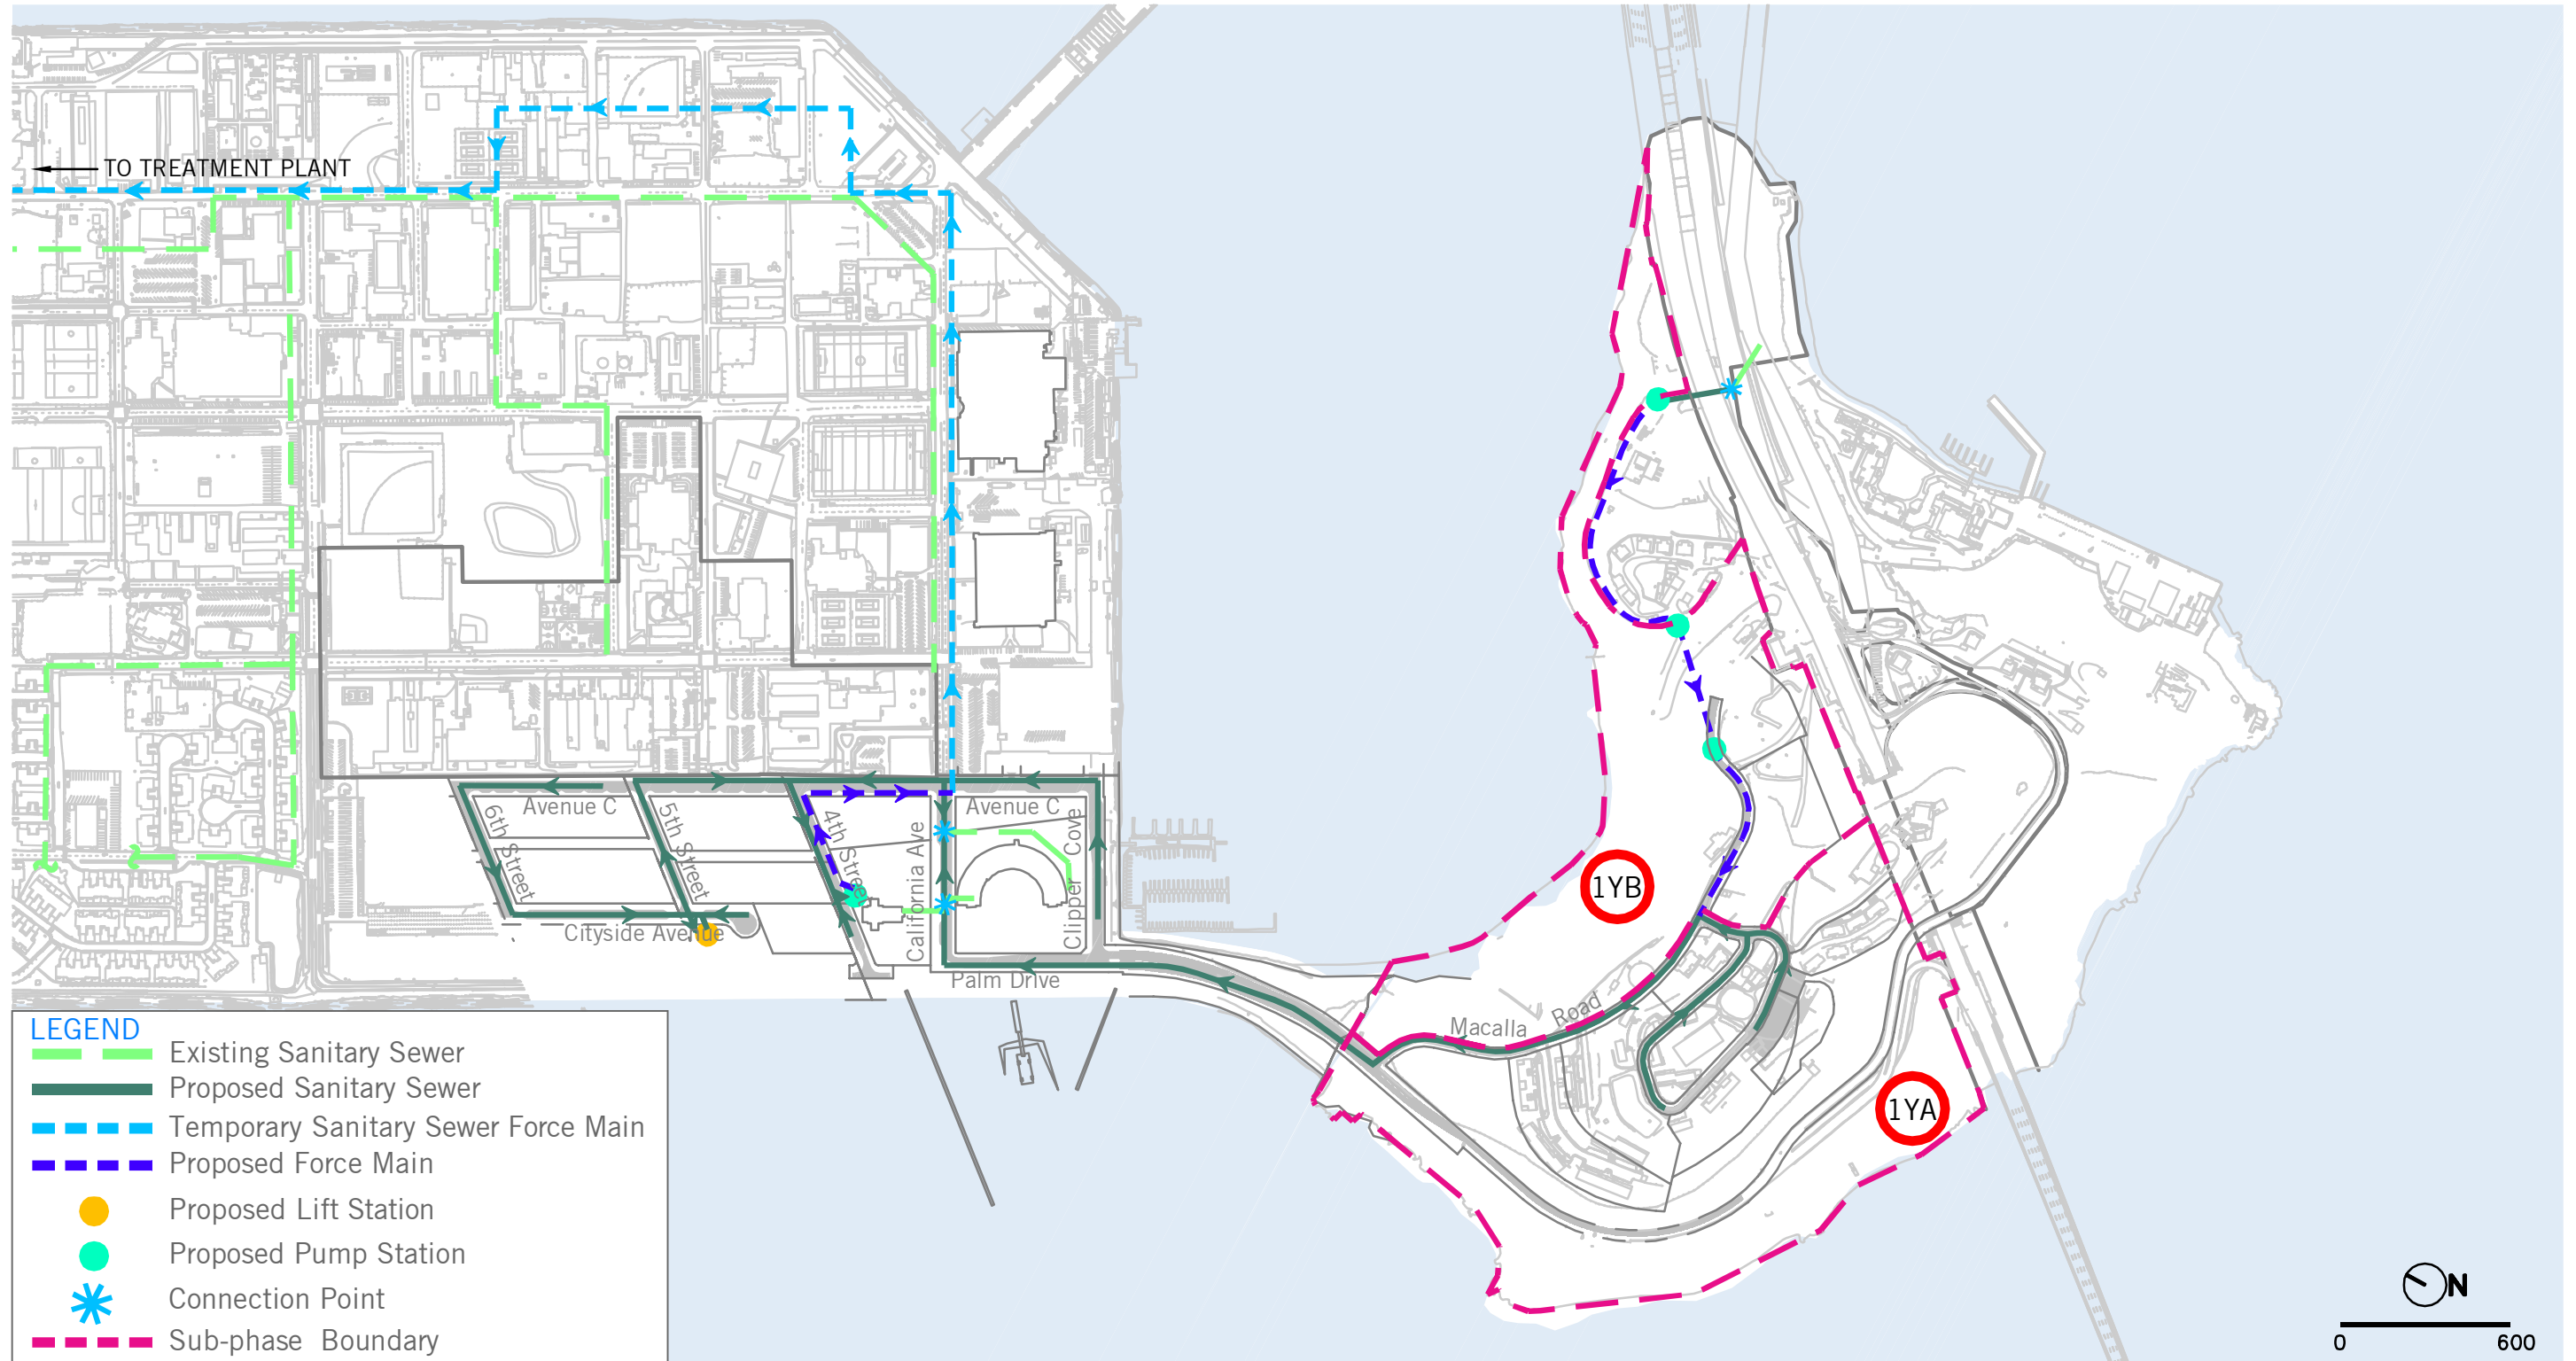 TO TREATMENT PLANT
Avenue C
Avenue C
6th Street
5th Street
4th Street
California Ave
Clipper Cove
Cityside Avenue
Palm Drive
1YB
Macalla Road
1YA
LEGEND
Existing Sanitary Sewer
Proposed Sanitary Sewer
Temporary Sanitary Sewer Force Main
Proposed Force Main
Proposed Lift Station
Proposed Pump Station
Connection Point
Sub-phase Boundary
N
0 600